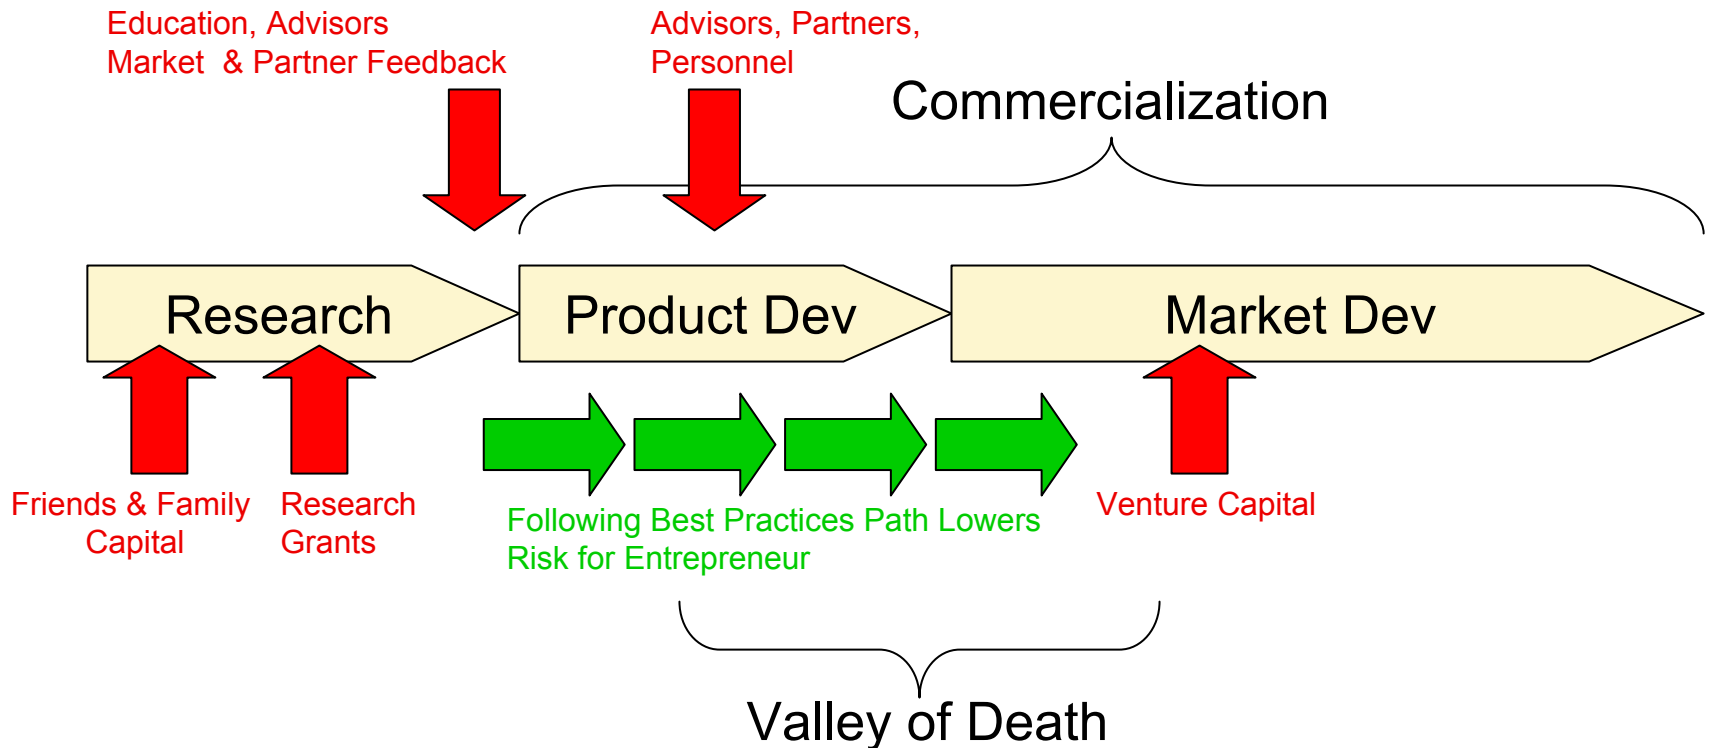 Education, Advisors
Market & Partner Feedback
Advisors, Partners,
Personnel
Commercialization
Research
Product Dev
Market Dev
Friends & Family
Capital
Research
Grants
Following Best Practices Path Lowers
Risk for Entrepreneur
Venture Capital
Valley of Death